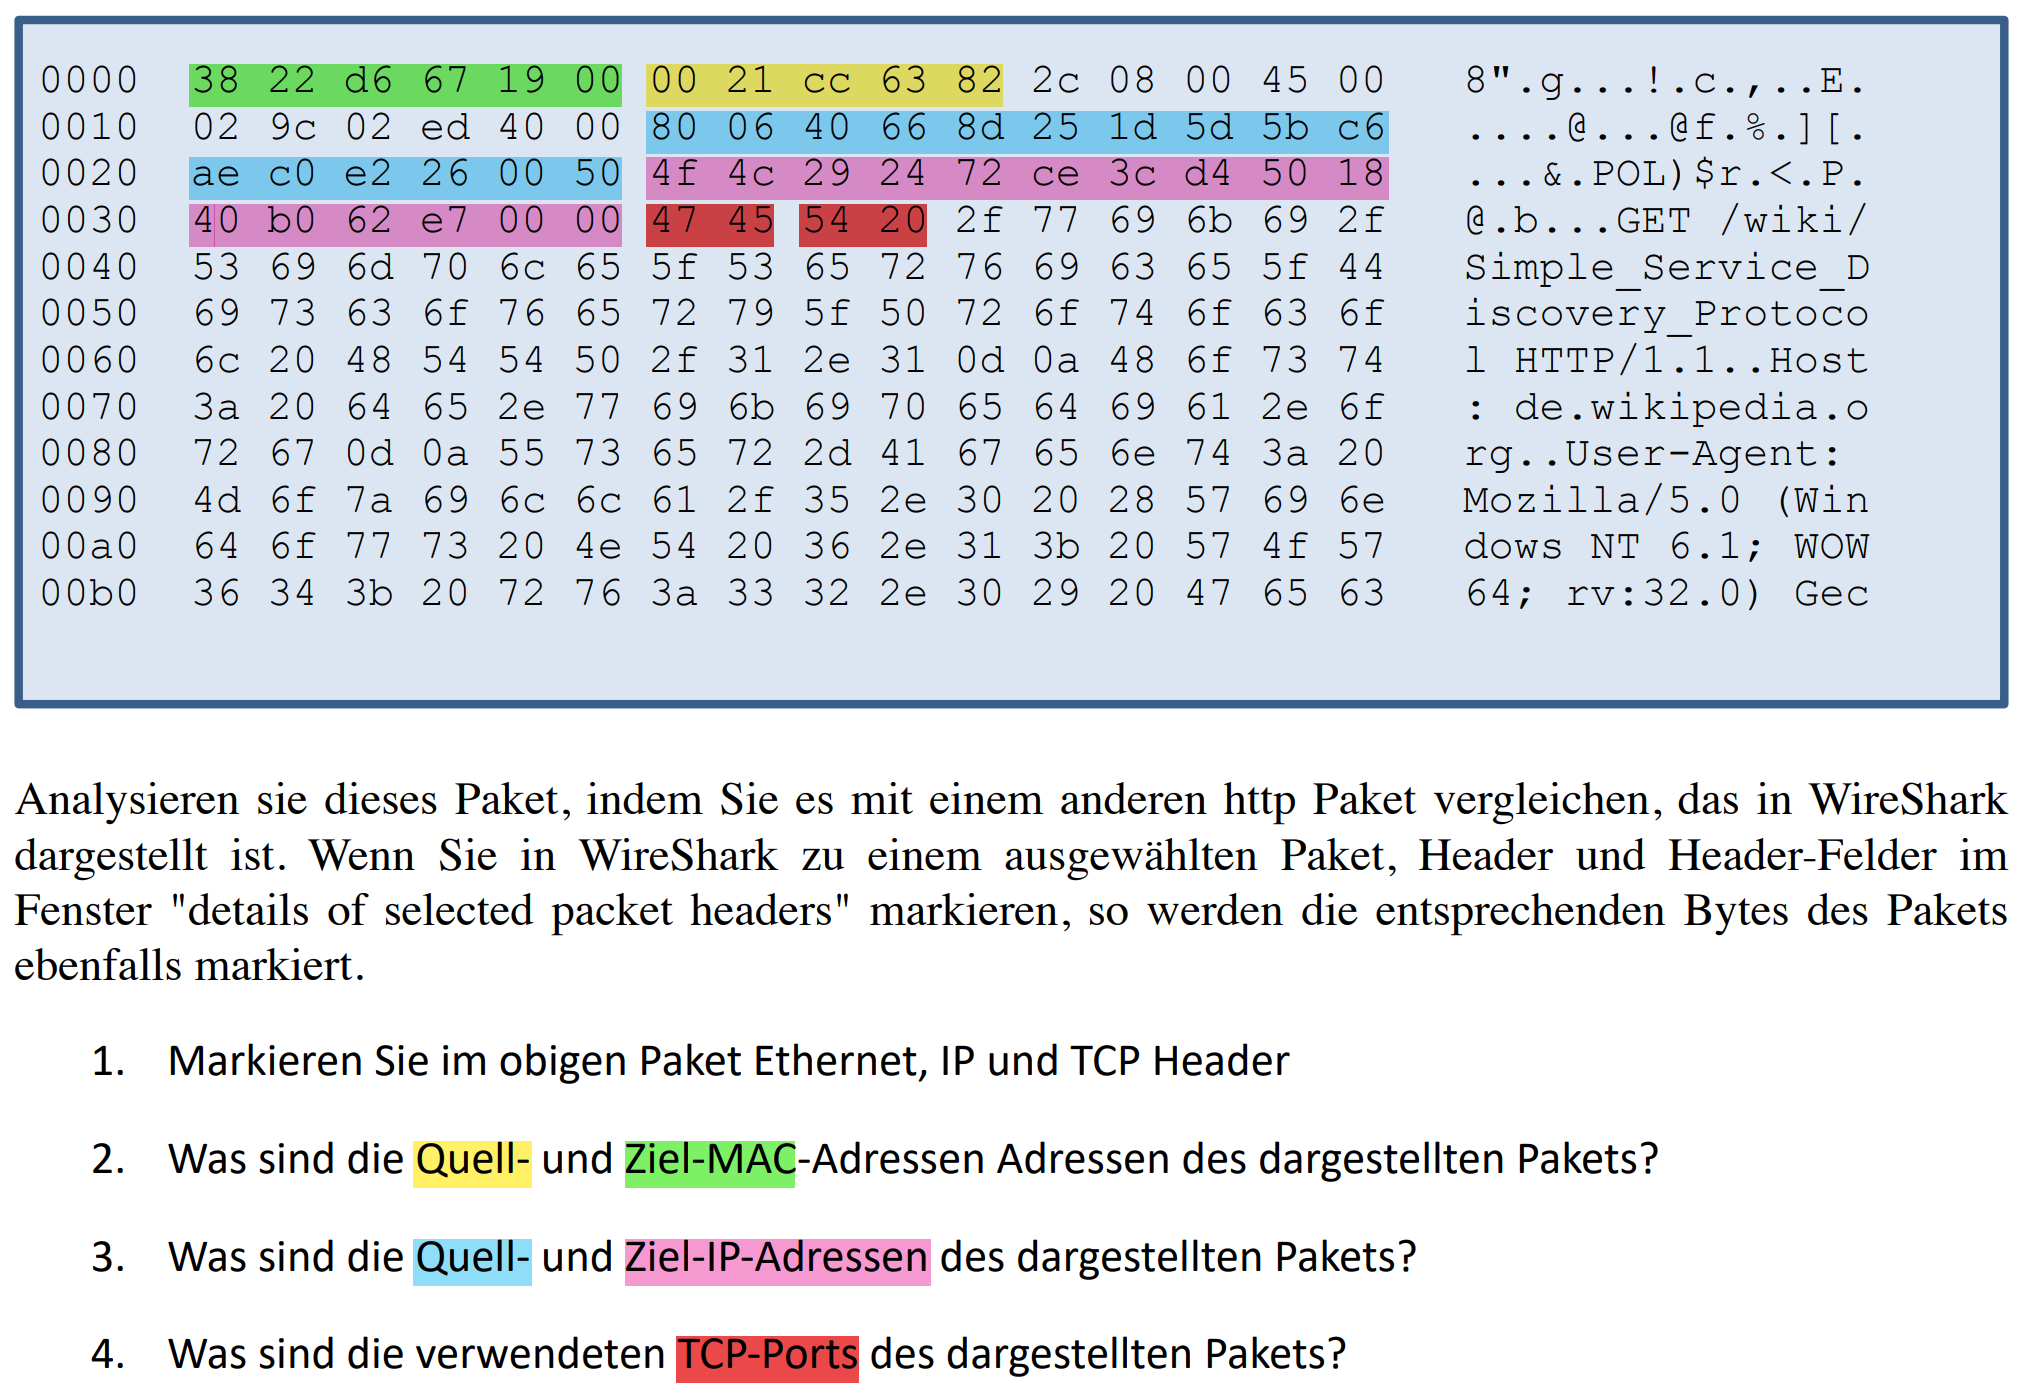 0000 38 22 d6 67 19 00 00 21 cc 63 82 2c 08 00 45 00 8".g...!.c.,..E.
0010 02 9c 02 ed 40 00 80 06 40 66 8d 25 1d 5d 5b c6 ....@...@f.%.][.
0020 ae c0 e2 26 00 50 4f 4c 29 24 72 ce 3c d4 50 18 ...&.POL)$r.<.P.
0030 40 b0 62 e7 00 00 47 45 54 20 2f 77 69 6b 69 2f @.b...GET /wiki/
0040 53 69 6d 70 6c 65 5f 53 65 72 76 69 63 65 5f 44 Simple_Service_D
0050 69 73 63 6f 76 65 72 79 5f 50 72 6f 74 6f 63 6f iscovery_Protoco
0060 6c 20 48 54 54 50 2f 31 2e 31 0d 0a 48 6f 73 74 l HTTP/1.1..Host
0070 3a 20 64 65 2e 77 69 6b 69 70 65 64 69 61 2e 6f : de.wikipedia.o
0080 72 67 0d 0a 55 73 65 72 2d 41 67 65 6e 74 3a 20 rg..User-Agent:
0090 4d 6f 7a 69 6c 6c 61 2f 35 2e 30 20 28 57 69 6e Mozilla/5.0 (Win
00a0 64 6f 77 73 20 4e 54 20 36 2e 31 3b 20 57 4f 57 dows NT 6.1; WOW
00b0 36 34 3b 20 72 76 3a 33 32 2e 30 29 20 47 65 63 64; rv:32.0) Gec
Analysieren sie dieses Paket, indem Sie es mit einem anderen http Paket vergleichen, das in WireShark
dargestellt ist. Wenn Sie in WireShark zu einem ausgewählten Paket, Header und Header-Felder im
Fenster "details of selected packet headers" markieren, so werden die entsprechenden Bytes des Pakets
ebenfalls markiert.
1. Markieren Sie im obigen Paket Ethernet, IP und TCP Header
2. Was sind die Quell- und Ziel-MAC-Adressen Adressen des dargestellten Pakets?
3. Was sind die Quell- und Ziel-IP-Adressen des dargestellten Pakets?
4. Was sind die verwendeten TCP-Ports des dargestellten Pakets?